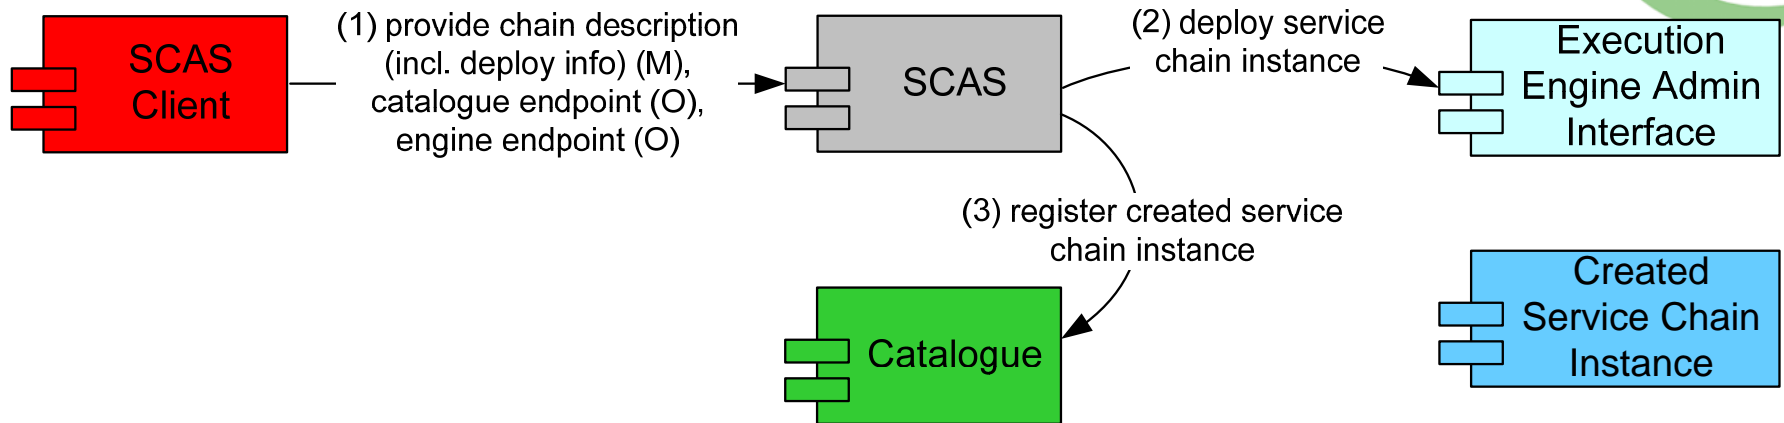 SCAS
Client
(1) provide chain description
(incl. deploy info) (M),
catalogue endpoint (O),
engine endpoint (O)
SCAS
(2) deploy service
chain instance
Execution
Engine Admin
Interface
(3) register created service
chain instance
Catalogue
Created
Service Chain
Instance